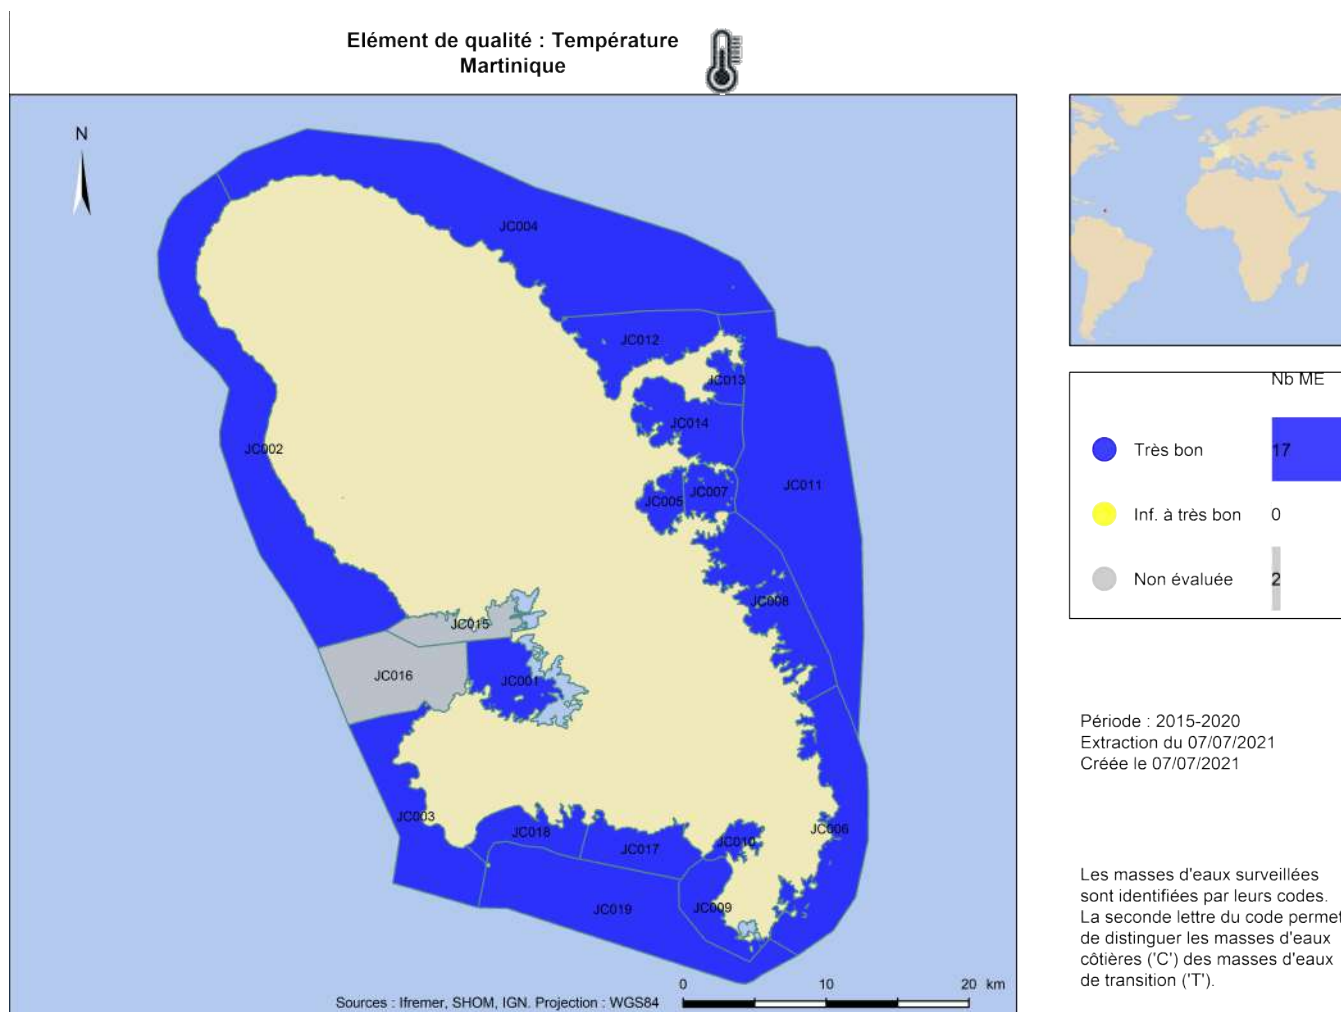 Elément de qualité : Température
Martinique
N
JC004
JC012
JC013
JC014
JC002
JC005
JC007
JC011
JC008
JC015
JC001
JC016
JC003
JC018
JC017
JC010
JC006
JC019
JC009
0 10 20 km
Sources : Ifremer, SHOM, IGN. Projection : WGS84
Nb ME
Très bon 17
Inf. à très bon 0
Non évaluée 2
Période : 2015-2020
Extraction du 07/07/2021
Créée le 07/07/2021
Les masses d'eaux surveillées
sont identifiées par leurs codes.
La seconde lettre du code permet
de distinguer les masses d'eaux
côtières ('C') des masses d'eaux
de transition ('T').